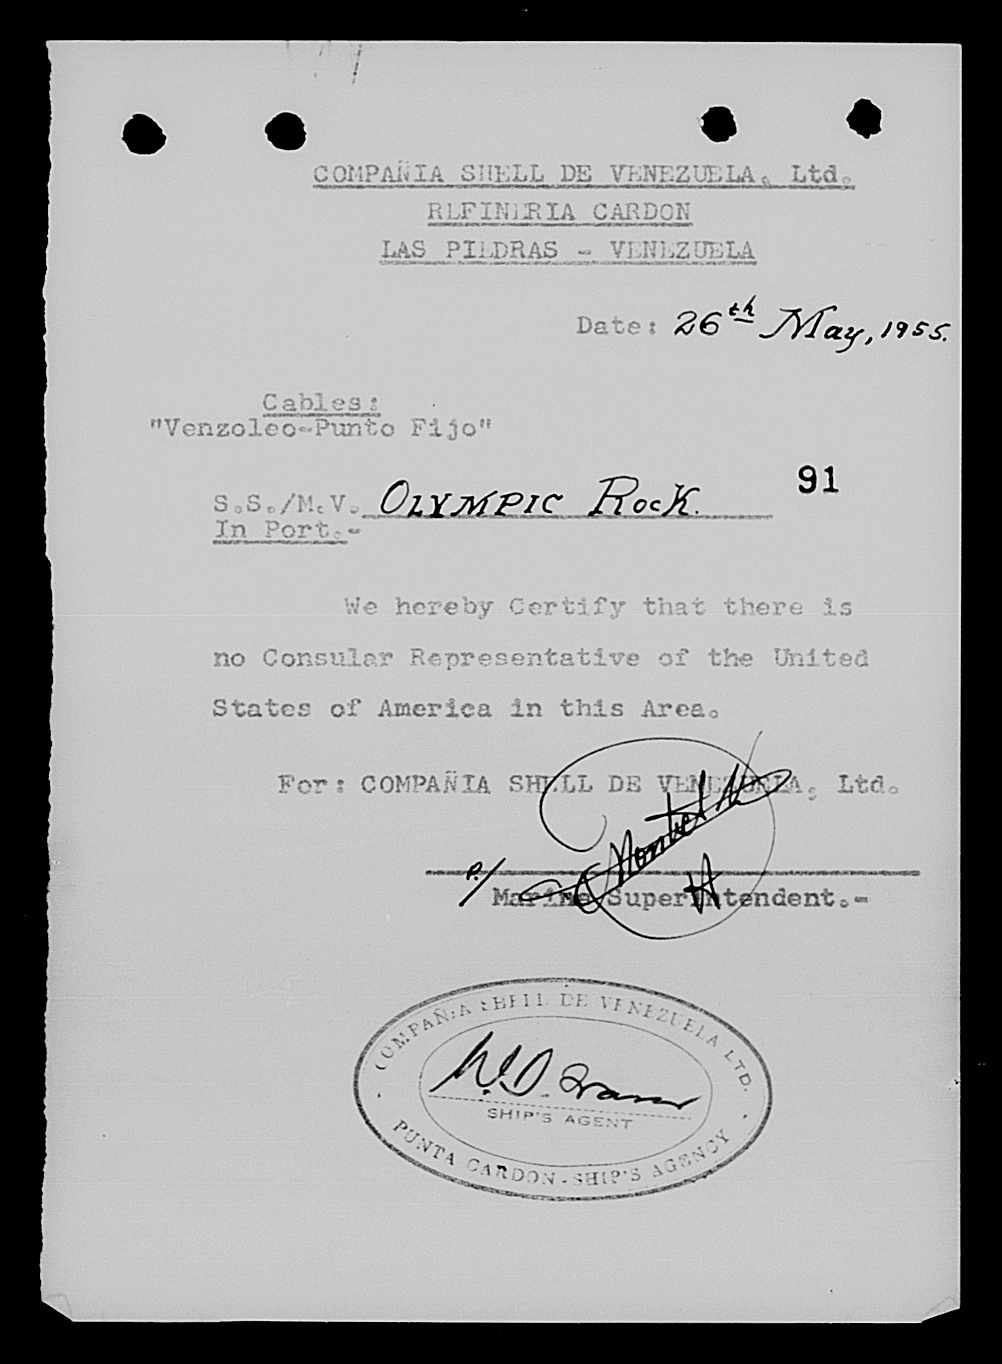 COMPAÑIA SHELL DE VENEZUELA, Ltd.
REFINERIA CARDON
LAS PIEDRAS - VENEZUELA
Date: 26th May, 1955.
Cables:
"Venzoleo-Punto Fijo"
91
S.S./M.V. OLYMPIC ROCK.
In Port.-
We hereby Certify that there is
no Consular Representative of the United
States of America in this Area.
For: COMPAÑIA SHELL DE VENEZUELA, Ltd.
P./
Marine Superintendent.-
COMPAÑIA SHELL DE VENEZUELA LTD.
SHIP'S AGENT
PUNTA CARDON - SHIP'S AGENCY